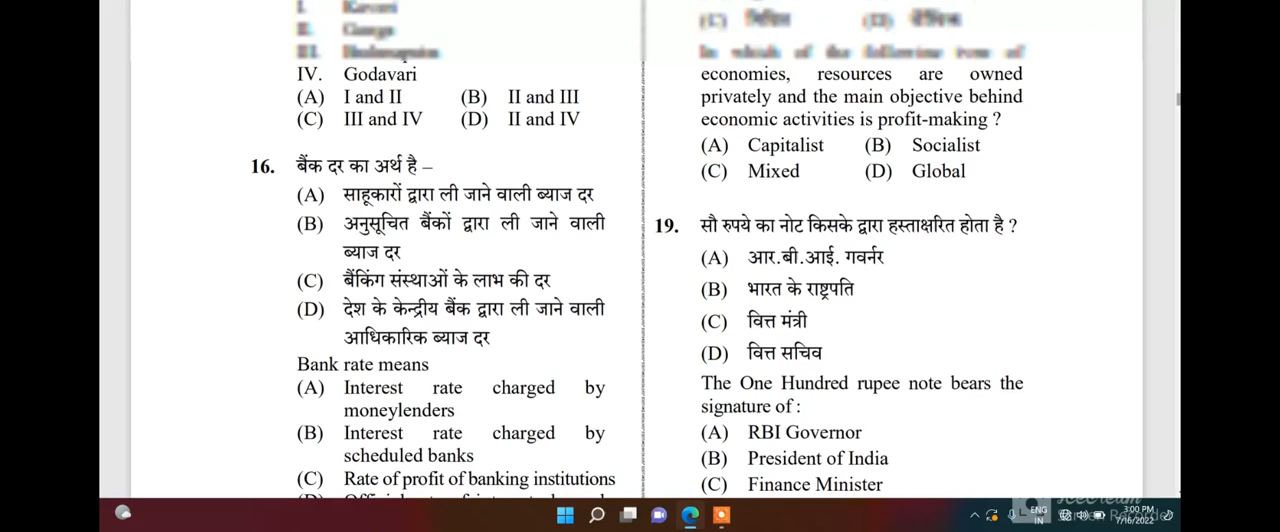 IV. Godavari
(A) I and II (B) II and III
(C) III and IV (D) II and IV
16. बैंक दर का अर्थ है –
(A) साहूकारों द्वारा ली जाने वाली ब्याज दर
(B) अनुसूचित बैंकों द्वारा ली जाने वाली
ब्याज दर
(C) बैंकिंग संस्थाओं के लाभ की दर
(D) देश के केन्द्रीय बैंक द्वारा ली जाने वाली
आधिकारिक ब्याज दर
Bank rate means
(A) Interest rate charged by
moneylenders
(B) Interest rate charged by
scheduled banks
(C) Rate of profit of banking institutions
economies, resources are owned
privately and the main objective behind
economic activities is profit-making ?
(A) Capitalist (B) Socialist
(C) Mixed (D) Global
19. सौ रुपये का नोट किसके द्वारा हस्ताक्षरित होता है ?
(A) आर.बी.आई. गवर्नर
(B) भारत के राष्ट्रपति
(C) वित्त मंत्री
(D) वित्त सचिव
The One Hundred rupee note bears the
signature of :
(A) RBI Governor
(B) President of India
(C) Finance Minister
ENG
IN
3:00 PM
7/16/2022